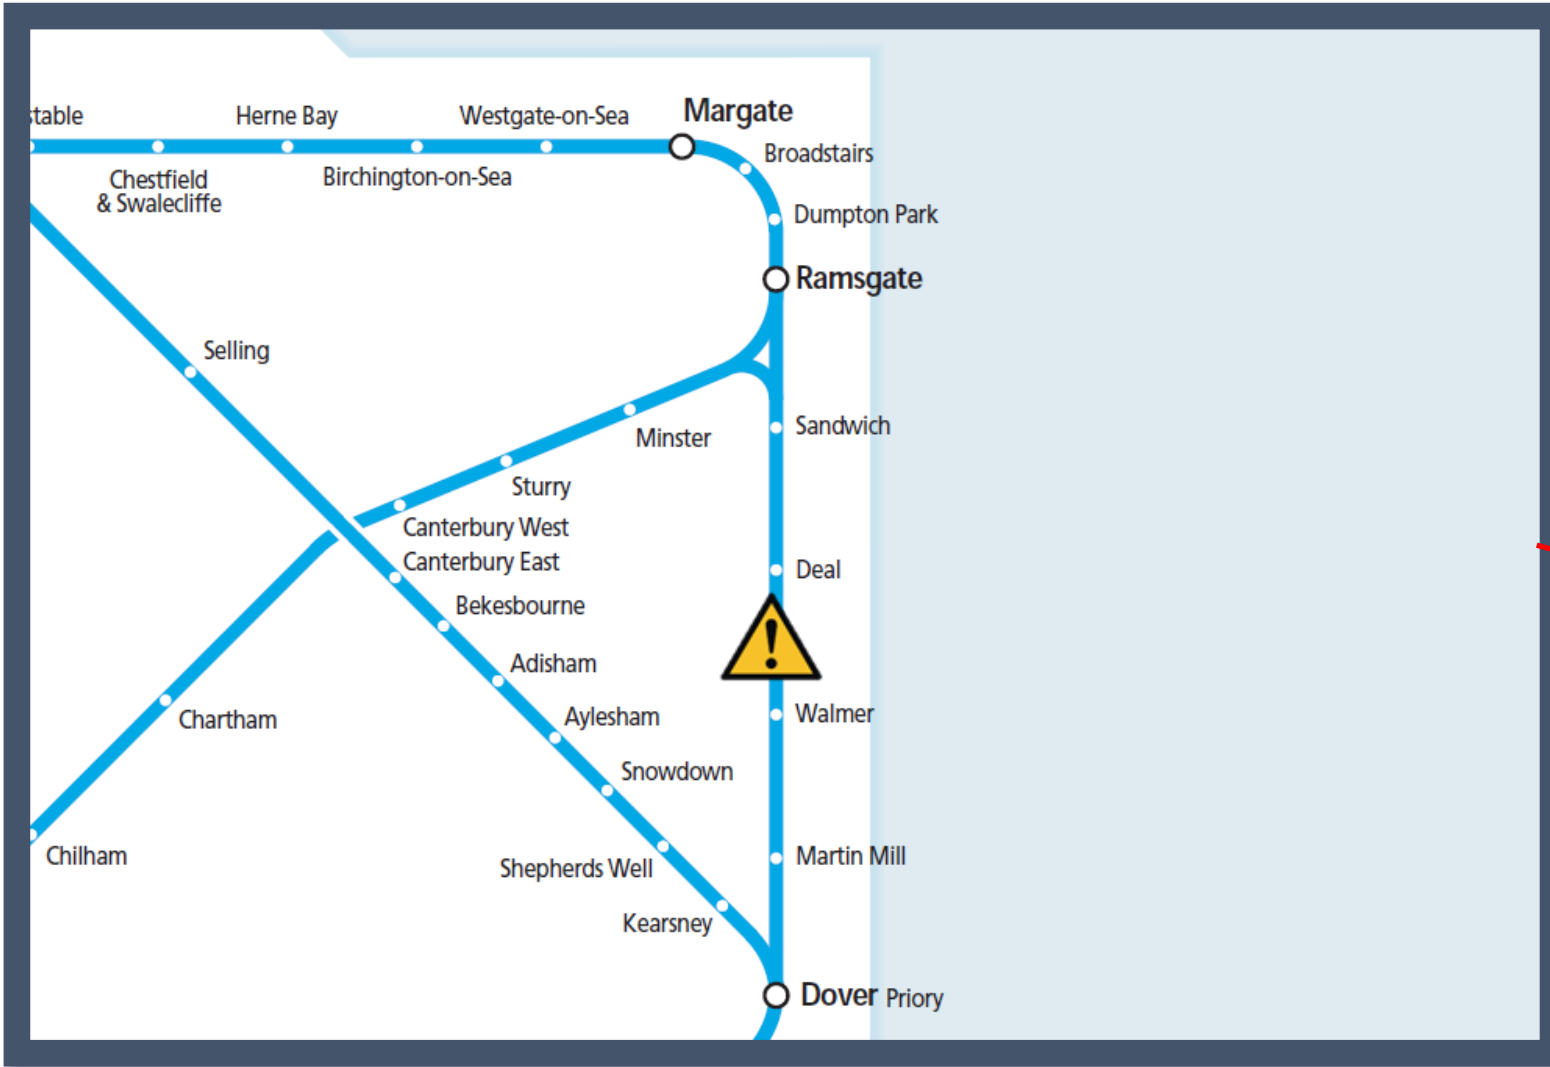 stable
Herne Bay
Westgate-on-Sea
Margate
Broadstairs
Chestfield
& Swalecliffe
Birchington-on-Sea
Dumpton Park
Ramsgate
Selling
Sandwich
Minster
Sturry
Canterbury West
Canterbury East
Deal
Bekesbourne
!
Adisham
Aylesham
Walmer
Chartham
Snowdown
Chilham
Shepherds Well
Martin Mill
Kearsney
Dover Priory